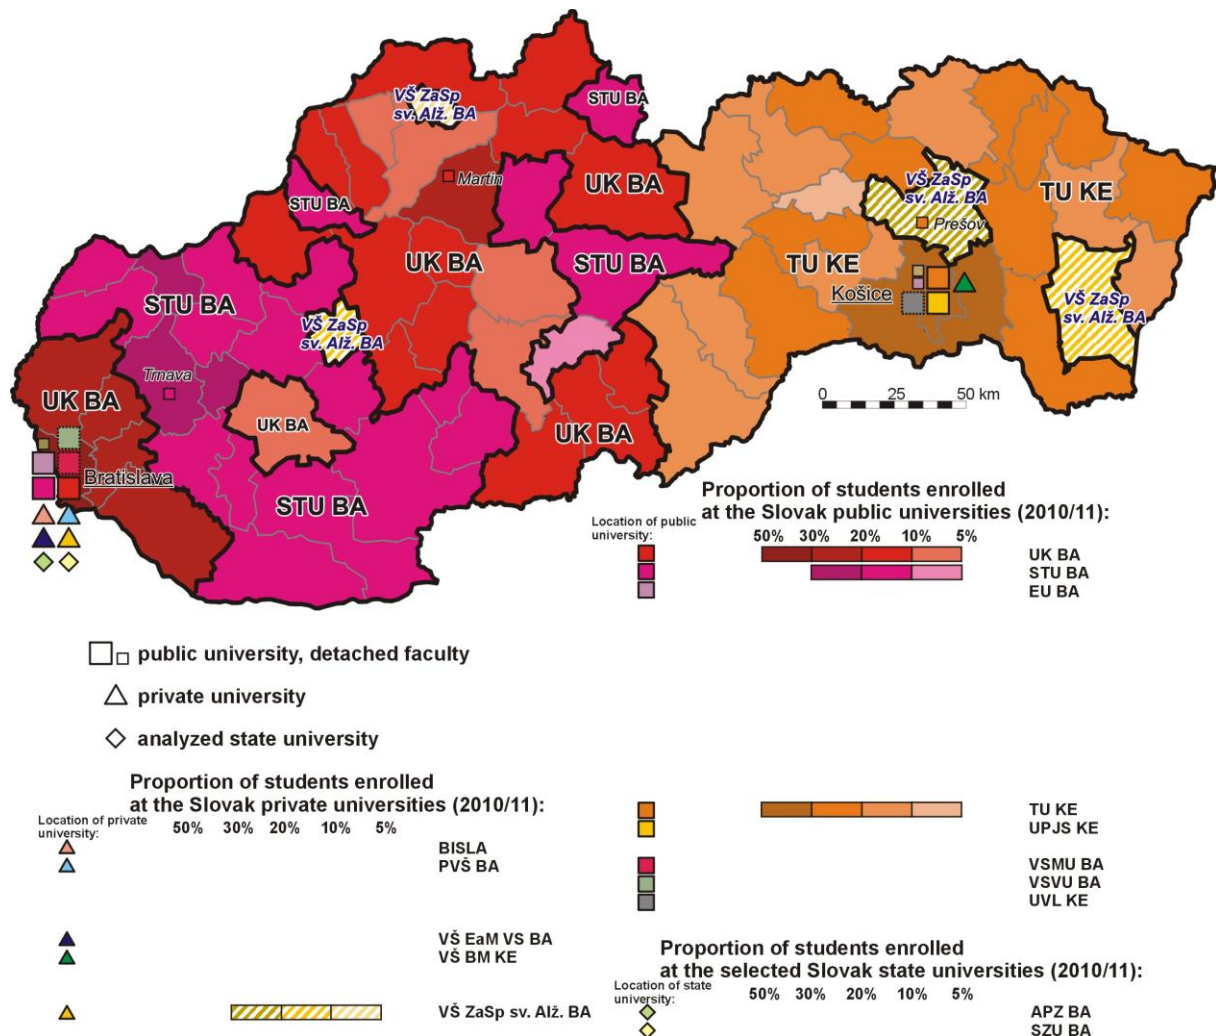 VŠ ZaSp
sv. Alž. BA
STU BA
Martin
UK BA
STU BA
VŠ ZaSp
sv. Alž. BA
Prešov
TU KE
UK BA
STU BA
TU KE
Košice
STU BA
VŠ ZaSp
sv. Alž. BA
VŠ ZaSp
sv. Alž. BA
Trnava
UK BA
0 25 50 km
UK BA
UK BA
Bratislava
STU BA
Proportion of students enrolled
at the Slovak public universities (2010/11):
Location of public
university:
50% 30% 20% 10% 5%
UK BA
STU BA
EU BA
public university, detached faculty
private university
analyzed state university
Proportion of students enrolled
at the Slovak private universities (2010/11):
Location of private
university:
50% 30% 20% 10% 5%
BISLA
PVŠ BA
VŠ EaM VS BA
VŠ BM KE
VŠ ZaSp sv. Alž. BA
TU KE
UPJS KE
VSMU BA
VSVU BA
UVL KE
Proportion of students enrolled
at the selected Slovak state universities (2010/11):
Location of state
university:
50% 30% 20% 10% 5%
APZ BA
SZU BA